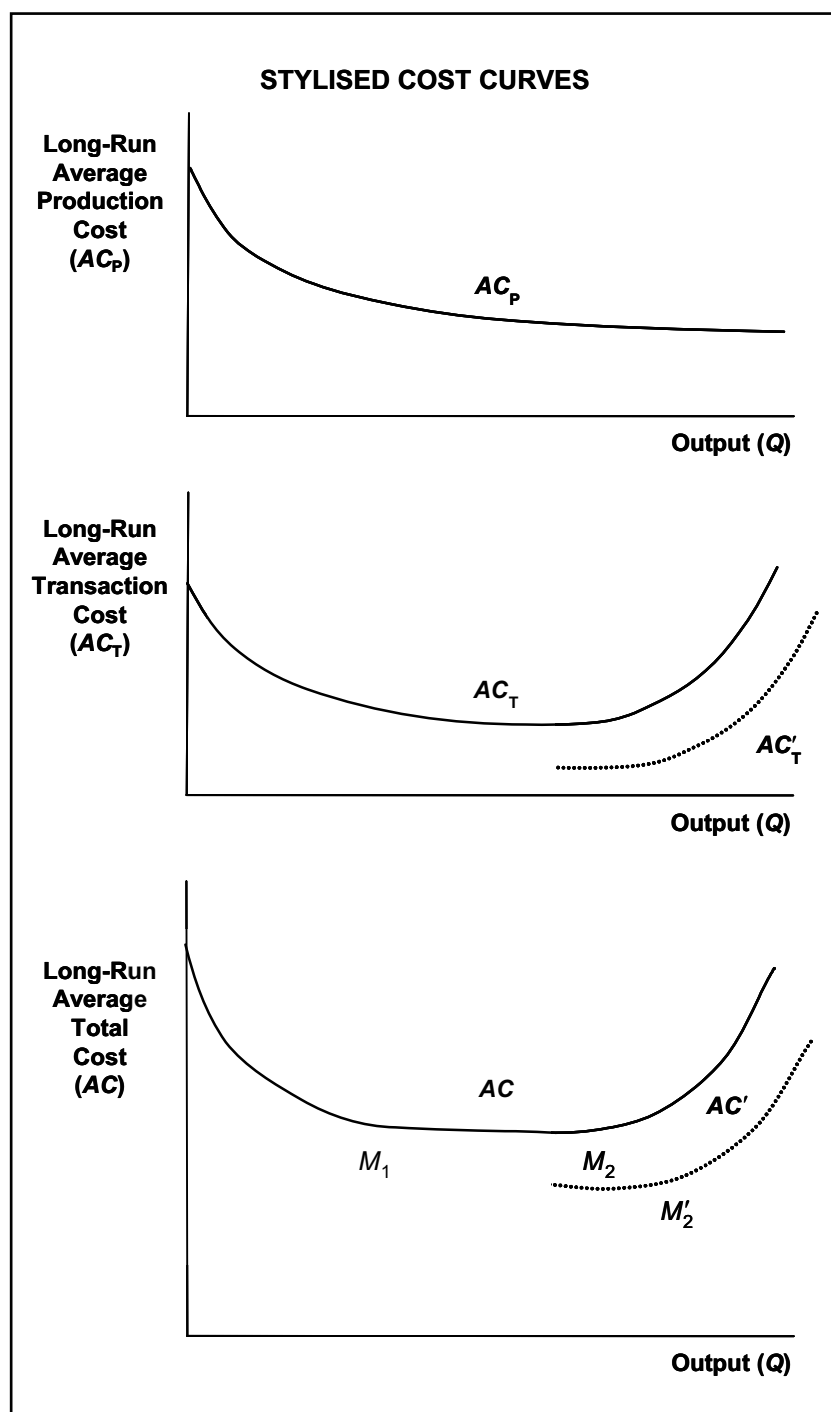 STYLISED COST CURVES
Long-Run
Average
Production
Cost
(ACP)
ACP
Output (Q)
Long-Run
Average
Transaction
Cost
(ACT)
ACT
AC′T
Output (Q)
Long-Run
Average
Total
Cost
(AC)
AC
AC′
M1
M2
M′2
Output (Q)